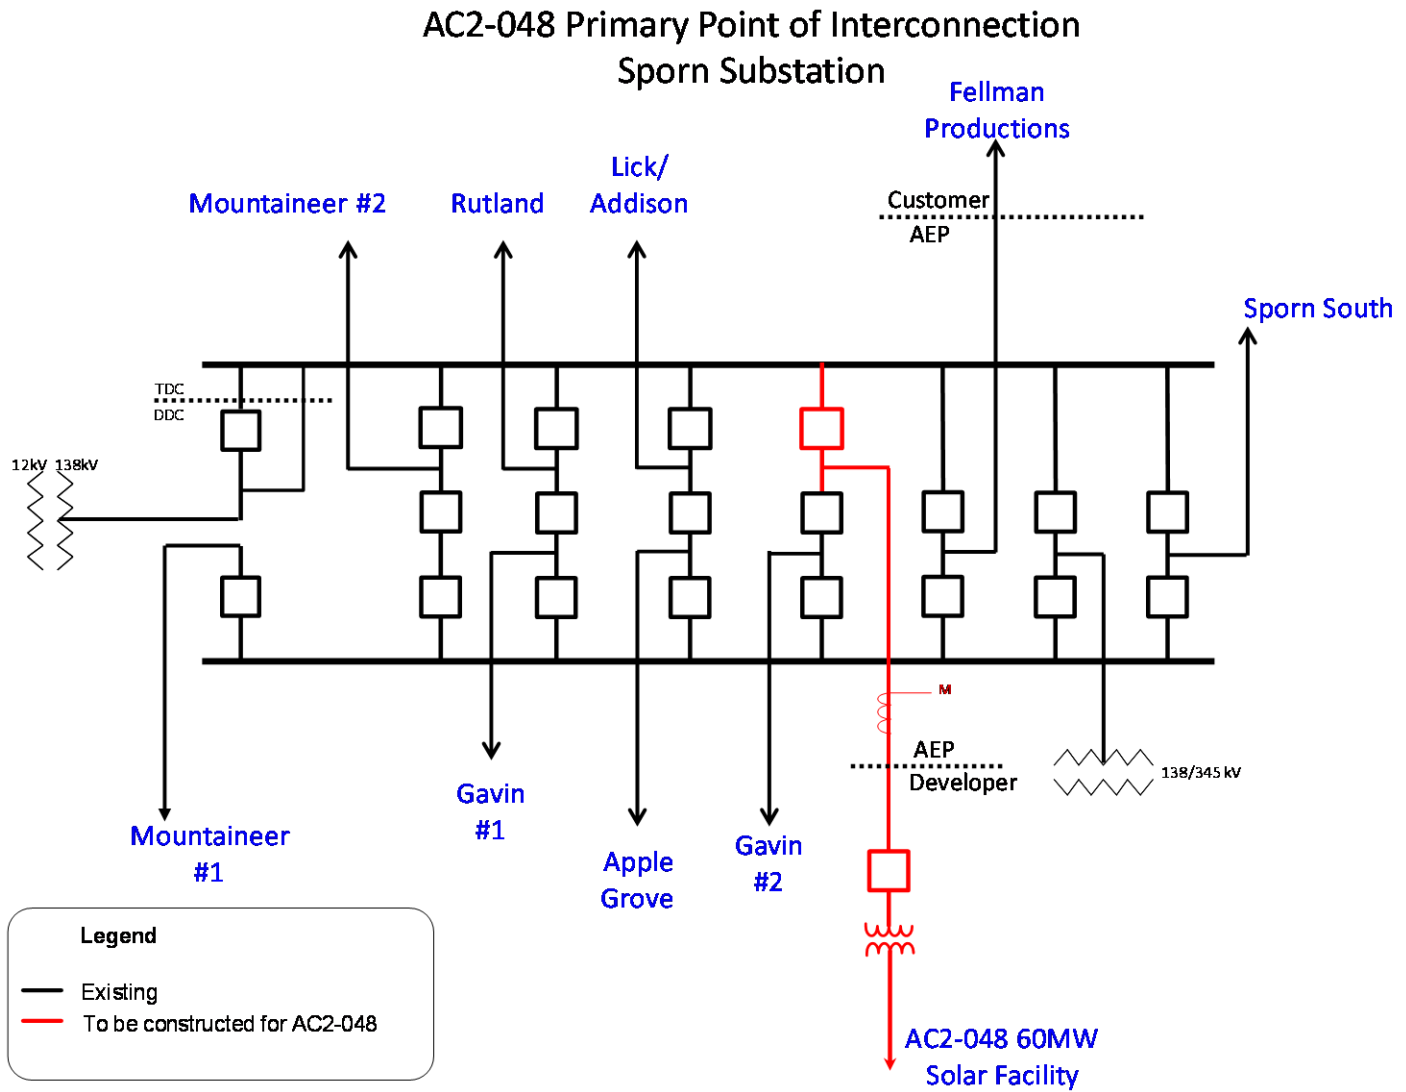 AC2-048 Primary Point of Interconnection
Sporn Substation
Fellman
Productions
Lick/
Addison
Mountaineer #2
Rutland
Customer
AEP
Sporn South
TDC
DDC
12kV 138kV
M
AEP
Developer
138/345 kV
Gavin
#1
Mountaineer
#1
Apple
Grove
Gavin
#2
Legend
Existing
To be constructed for AC2-048
AC2-048 60MW
Solar Facility